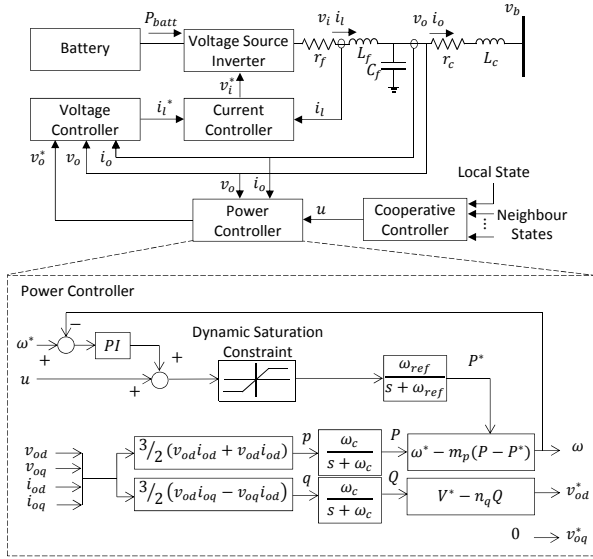 P_batt
v_i i_l
v_o i_o
v_b
Battery
Voltage Source
Inverter
r_f
L_f
C_f
r_c
L_c
v_i^*
Voltage
Controller
i_l^*
Current
Controller
i_l
v_o^*
v_o
i_o
v_o
i_o
Local State
Power
Controller
u
Cooperative
Controller
Neighbour
⋮
States
Power Controller
−
ω^*
+
PI
+
Dynamic Saturation
Constraint
u
+
ω_ref
s + ω_ref
P^*
v_od
v_oq
i_od
i_oq
3/2 (v_od i_od + v_od i_od)
p
ω_c
s + ω_c
P
ω^* − m_p(P − P^*)
ω
3/2 (v_od i_oq − v_oq i_od)
q
ω_c
s + ω_c
Q
V^* − n_q Q
v_od^*
0
v_oq^*